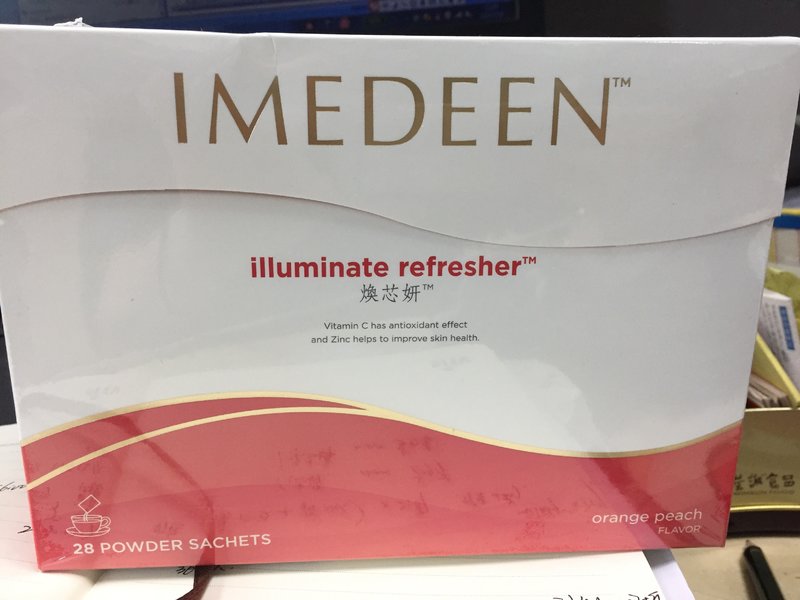 IMEDEEN™
illuminate refresher™
煥芯妍™
Vitamin C has antioxidant effect
and Zinc helps to improve skin health.
orange peach
FLAVOR
28 POWDER SACHETS